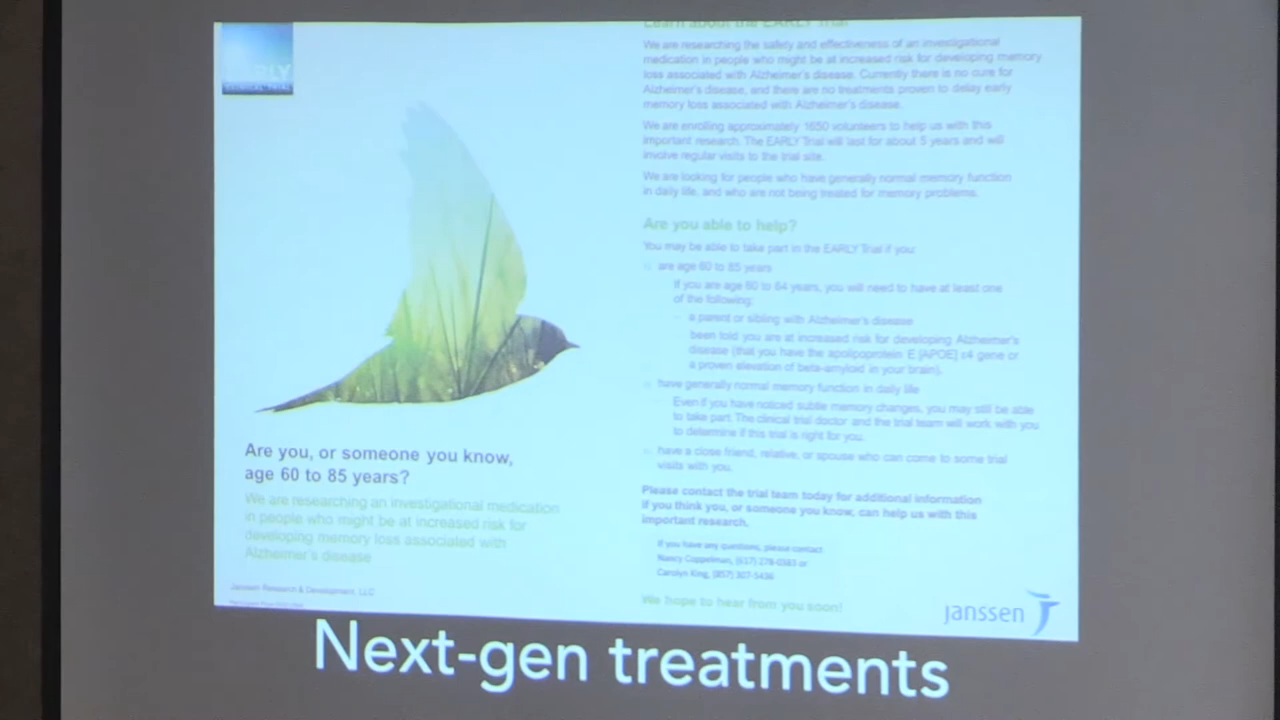 EARLY
Are you, or someone you know,
age 60 to 85 years?
We are researching an investigational medication
in people who might be at increased risk for
developing memory loss associated with
Alzheimer's disease
Janssen Research & Development, LLC
Learn about the EARLY Trial
We are researching the safety and effectiveness of an investigational
medication in people who might be at increased risk for developing memory
loss associated with Alzheimer's disease. Currently there is no cure for
Alzheimer's disease, and there are no treatments proven to delay early
memory loss associated with Alzheimer's disease.
We are enrolling approximately 1650 volunteers to help us with this
important research. The EARLY Trial will last for about 5 years and will
involve regular visits to the trial site.
We are looking for people who have generally normal memory function
in daily life, and who are not being treated for memory problems.
Are you able to help?
You may be able to take part in the EARLY Trial if you:
are age 60 to 85 years
If you are age 60 to 64 years, you will need to have at least one
of the following:
- a parent or sibling with Alzheimer's disease
been told you are at increased risk for developing Alzheimer's
disease (that you have the apolipoprotein E [APOE] ε4 gene or
a proven elevation of beta-amyloid in your brain).
have generally normal memory function in daily life
Even if you have noticed subtle memory changes, you may still be able
to take part. The clinical trial doctor and the trial team will work with you
to determine if this trial is right for you.
have a close friend, relative, or spouse who can come to some trial
visits with you.
Please contact the trial team today for additional information
if you think you, or someone you know, can help us with this
important research.
If you have any questions, please contact
Nancy Coppelman, (617) 278-0383 or
Carolyn King, (857) 307-5436
We hope to hear from you soon!
janssen
Next-gen treatments